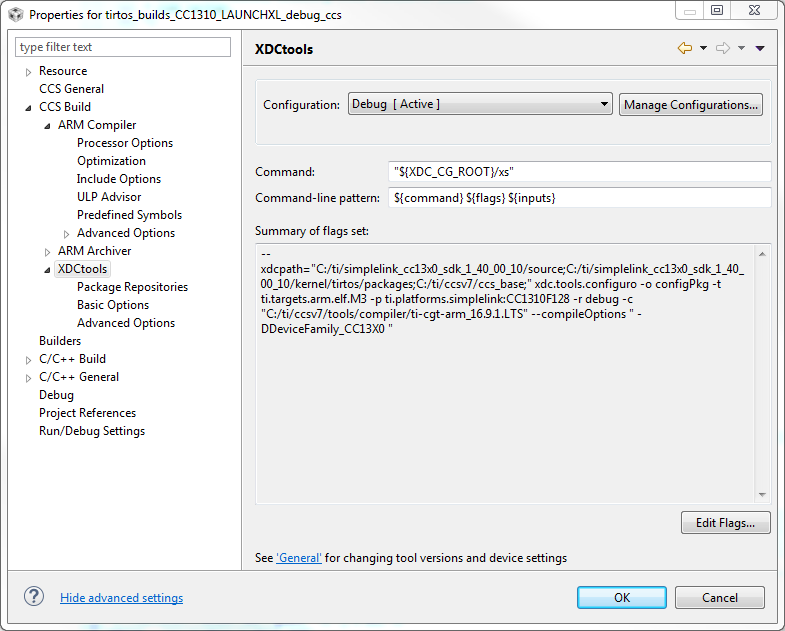 Properties for tirtos_builds_CC1310_LAUNCHXL_debug_ccs
type filter text
Resource
CCS General
CCS Build
ARM Compiler
Processor Options
Optimization
Include Options
ULP Advisor
Predefined Symbols
Advanced Options
ARM Archiver
XDCtools
Package Repositories
Basic Options
Advanced Options
Builders
C/C++ Build
C/C++ General
Debug
Project References
Run/Debug Settings
XDCtools
Configuration: Debug [ Active ] Manage Configurations...
Command: "${XDC_CG_ROOT}/xs"
Command-line pattern: ${command} ${flags} ${inputs}
Summary of flags set:
--
xdcpath="C:/ti/simplelink_cc13x0_sdk_1_40_00_10/source;C:/ti/simplelink_cc13x0_sdk_1_40_
00_10/kernel/tirtos/packages;C:/ti/ccsv7/ccs_base;" xdc.tools.configuro -o configPkg -t
ti.targets.arm.elf.M3 -p ti.platforms.simplelink:CC1310F128 -r debug -c
"C:/ti/ccsv7/tools/compiler/ti-cgt-arm_16.9.1.LTS" --compileOptions " -
DDeviceFamily_CC13X0 "
Edit Flags...
See 'General' for changing tool versions and device settings
? Hide advanced settings
OK
Cancel